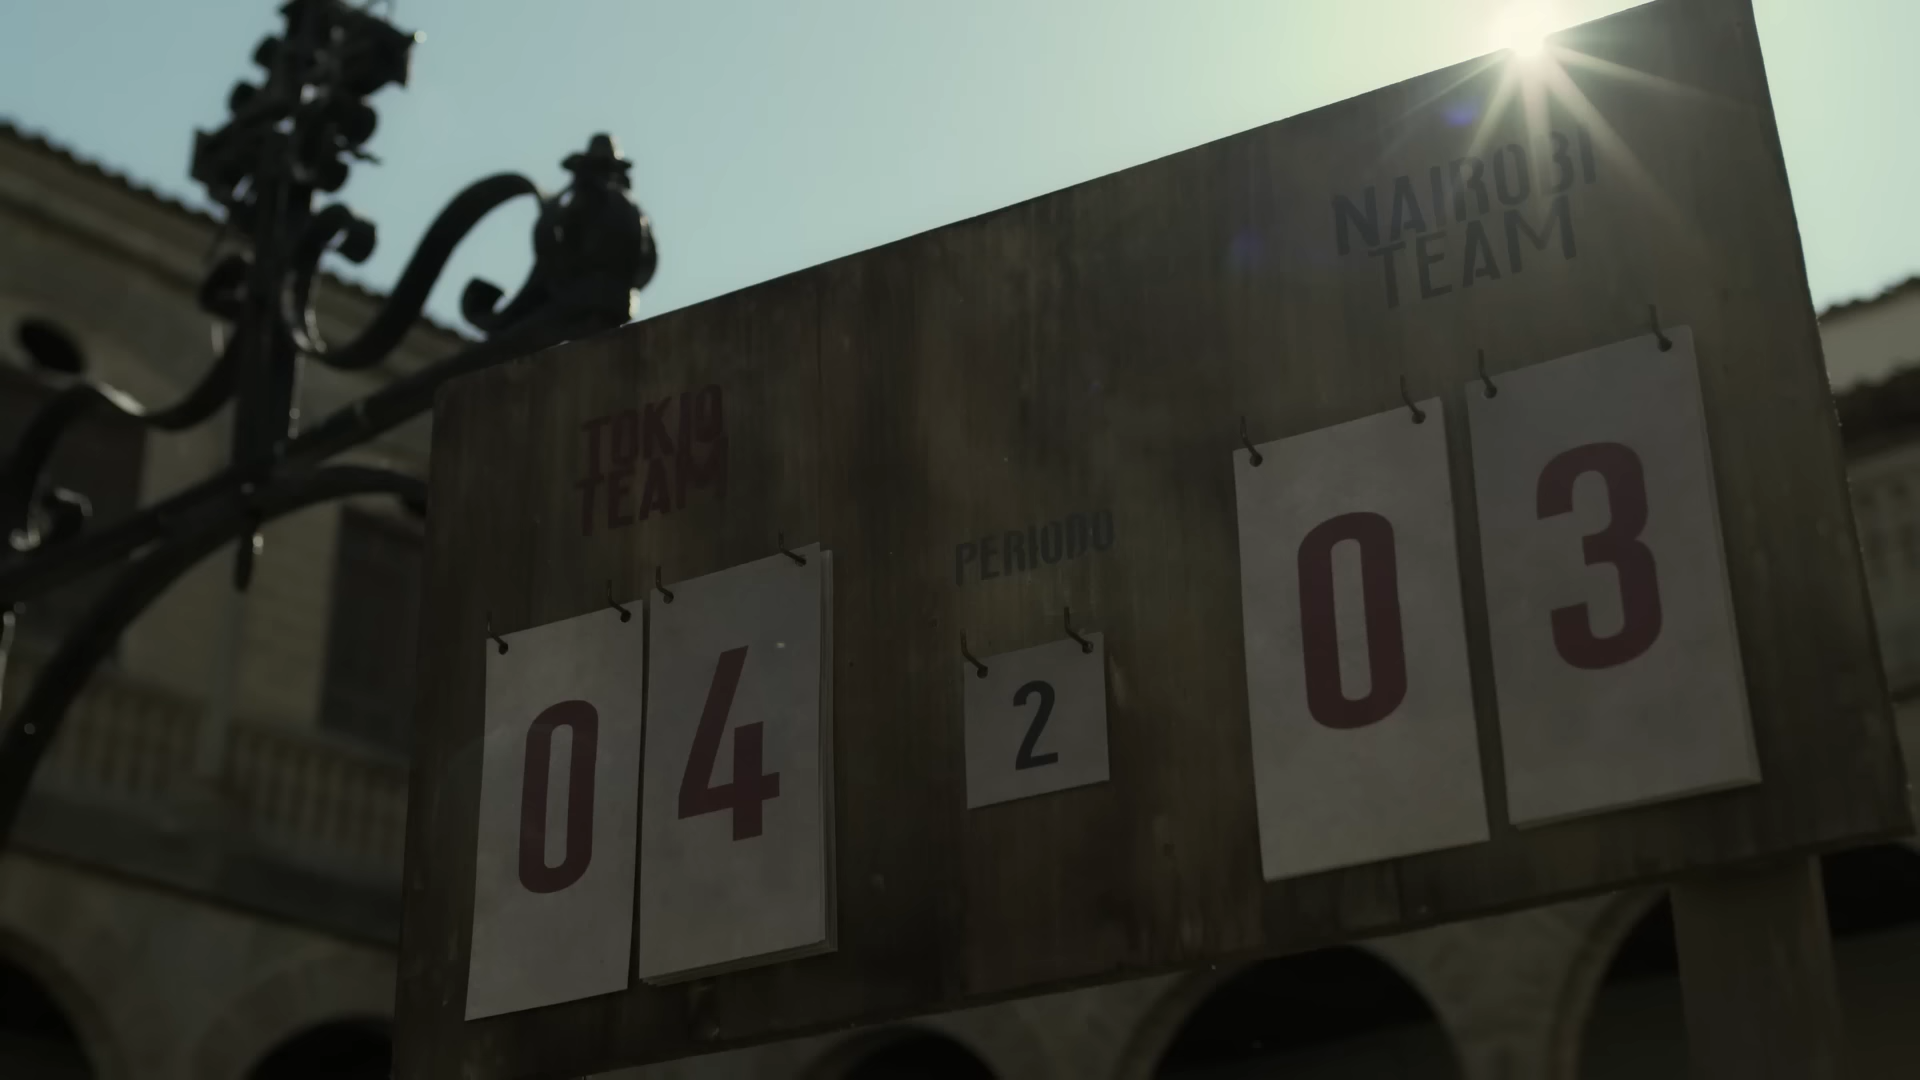 TOKIO
TEAM
04
PERIODO
2
NAIROBI
TEAM
03